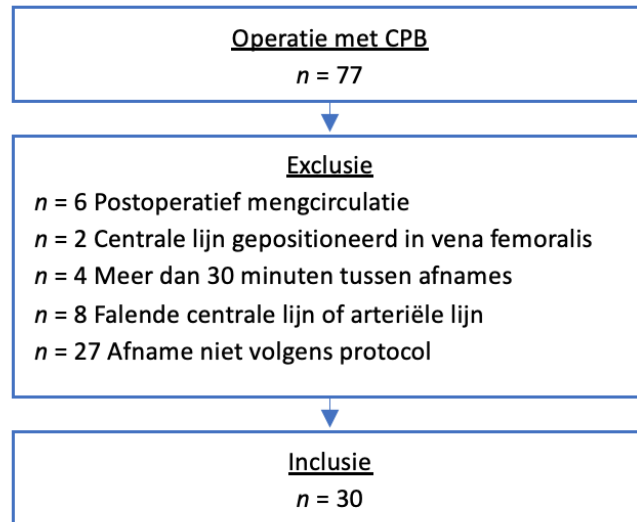 Operatie met CPB
n = 77
Exclusie
n = 6 Postoperatief mengcirculatie
n = 2 Centrale lijn gepositioneerd in vena femoralis
n = 4 Meer dan 30 minuten tussen afnames
n = 8 Falende centrale lijn of arteriële lijn
n = 27 Afname niet volgens protocol
Inclusie
n = 30